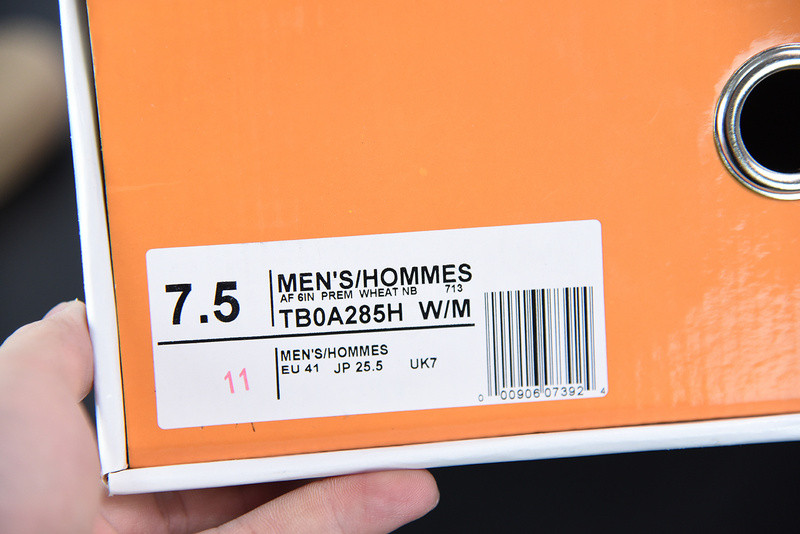 7.5
MEN'S/HOMMES
AF 6IN PREM WHEAT NB 713
TB0A285H W/M
11
MEN'S/HOMMES
EU 41 JP 25.5 UK7
0 00906 07392 4